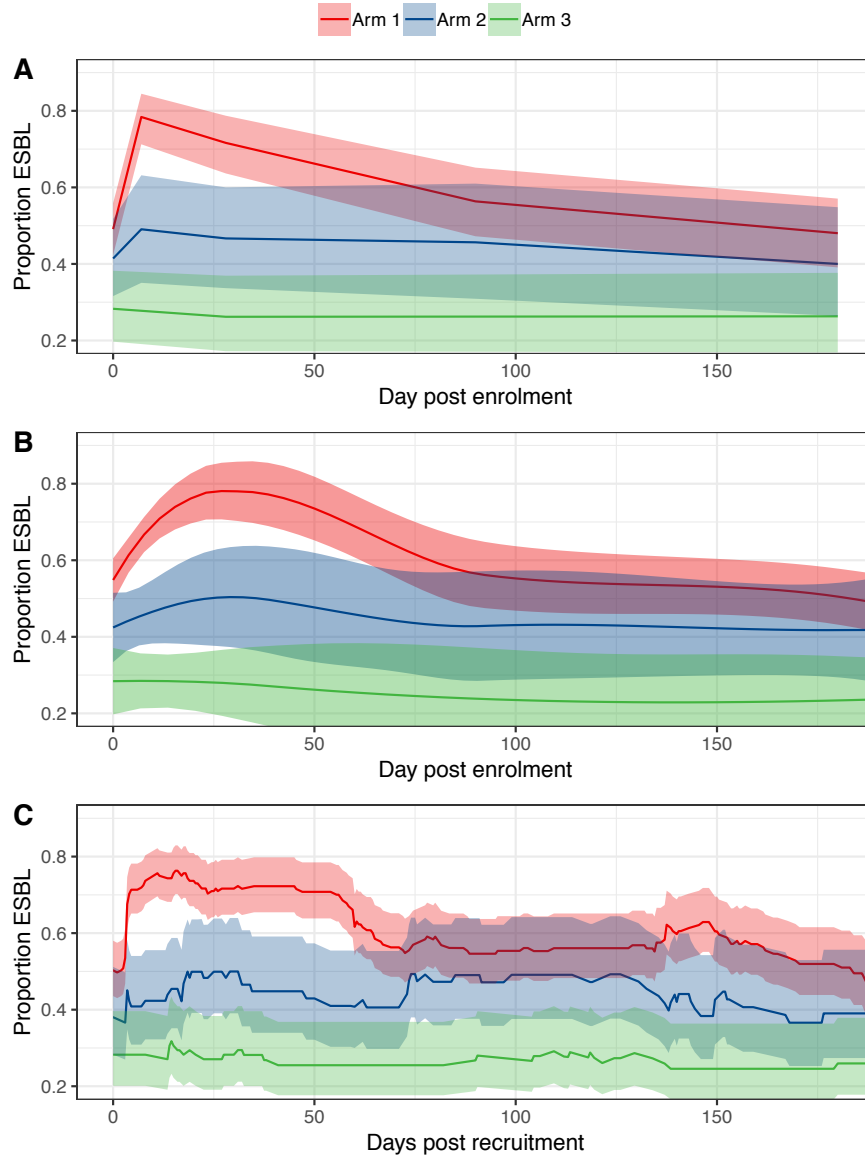 Arm 1 Arm 2 Arm 3
A
Proportion ESBL
0.8
0.6
0.4
0.2
0 50 100 150
Day post enrolment
B
Proportion ESBL
0.8
0.6
0.4
0.2
0 50 100 150
Day post enrolment
C
Proportion ESBL
0.8
0.6
0.4
0.2
0 50 100 150
Days post recruitment